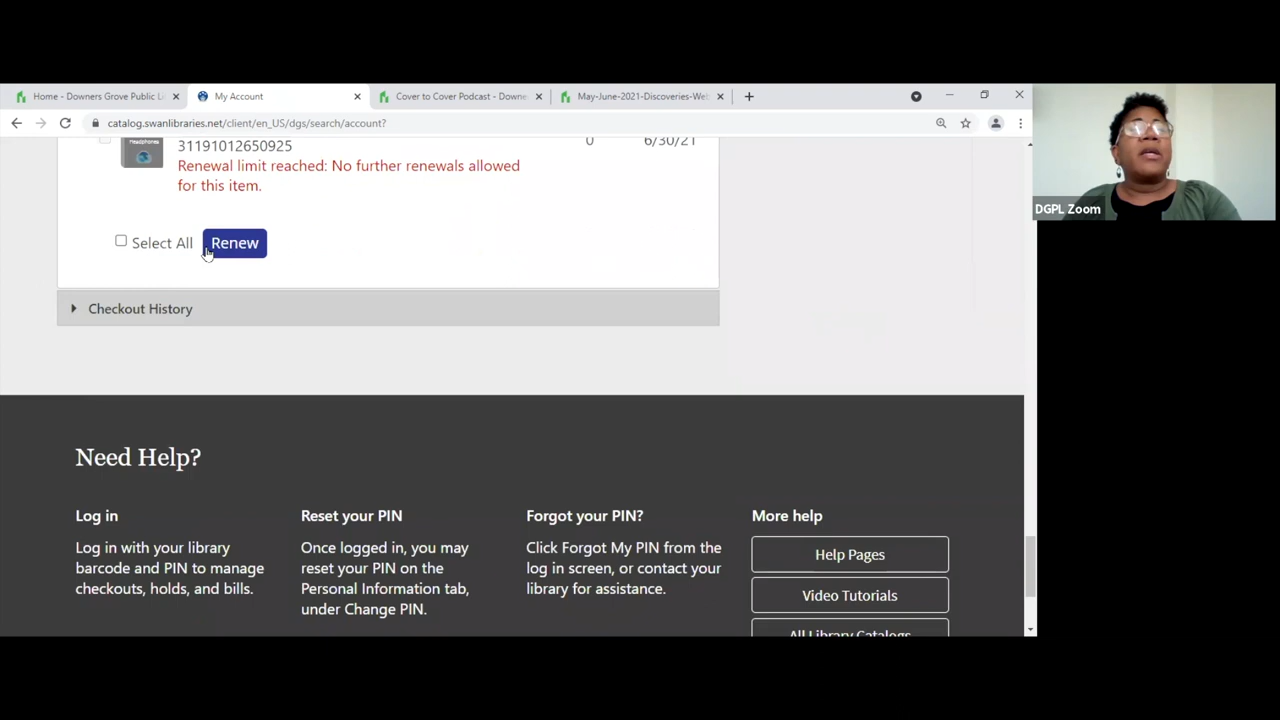 Home - Downers Grove Public Li
My Account
Cover to Cover Podcast - Downe
May-June-2021-Discoveries-Web
catalog.swanlibraries.net/client/en_US/dgs/search/account?
Headphones
31191012650925
0
6/30/21
Renewal limit reached: No further renewals allowed
for this item.
Select All
Renew
Checkout History
DGPL Zoom
Need Help?
Log in
Log in with your library
barcode and PIN to manage
checkouts, holds, and bills.
Reset your PIN
Once logged in, you may
reset your PIN on the
Personal Information tab,
under Change PIN.
Forgot your PIN?
Click Forgot My PIN from the
log in screen, or contact your
library for assistance.
More help
Help Pages
Video Tutorials
All Library Catalogs